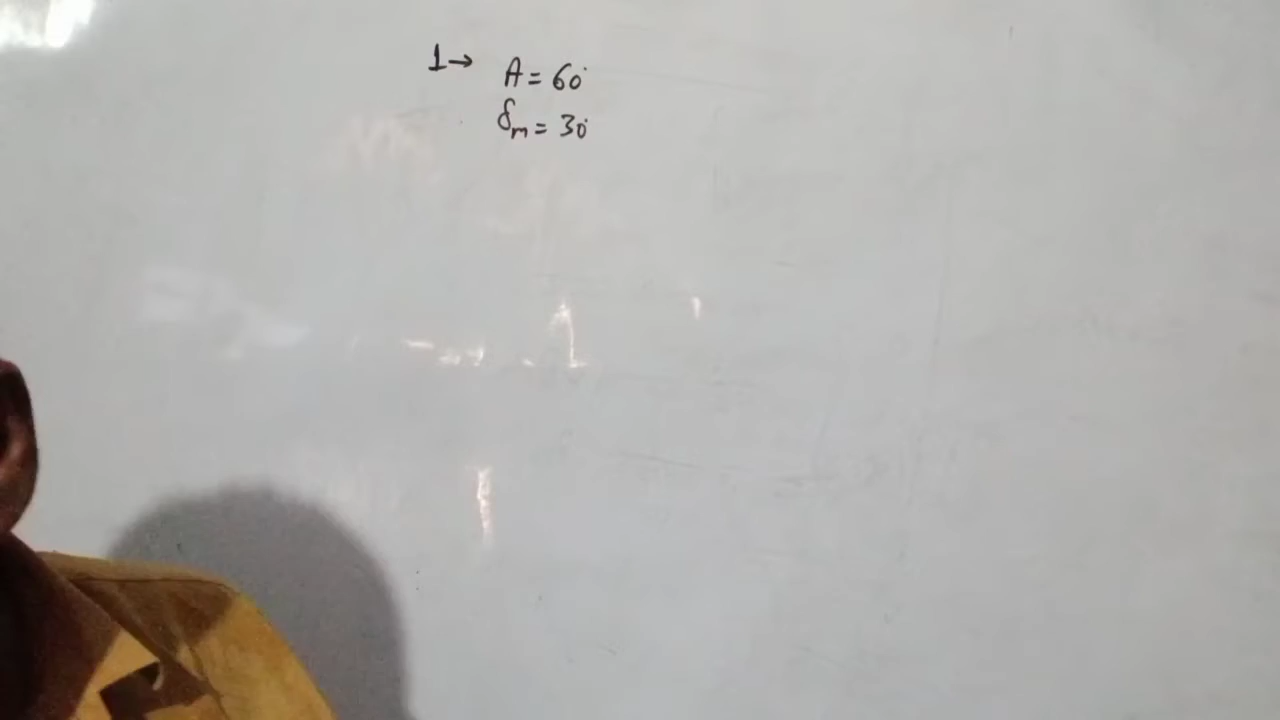 1→ A = 60°
δm = 30°